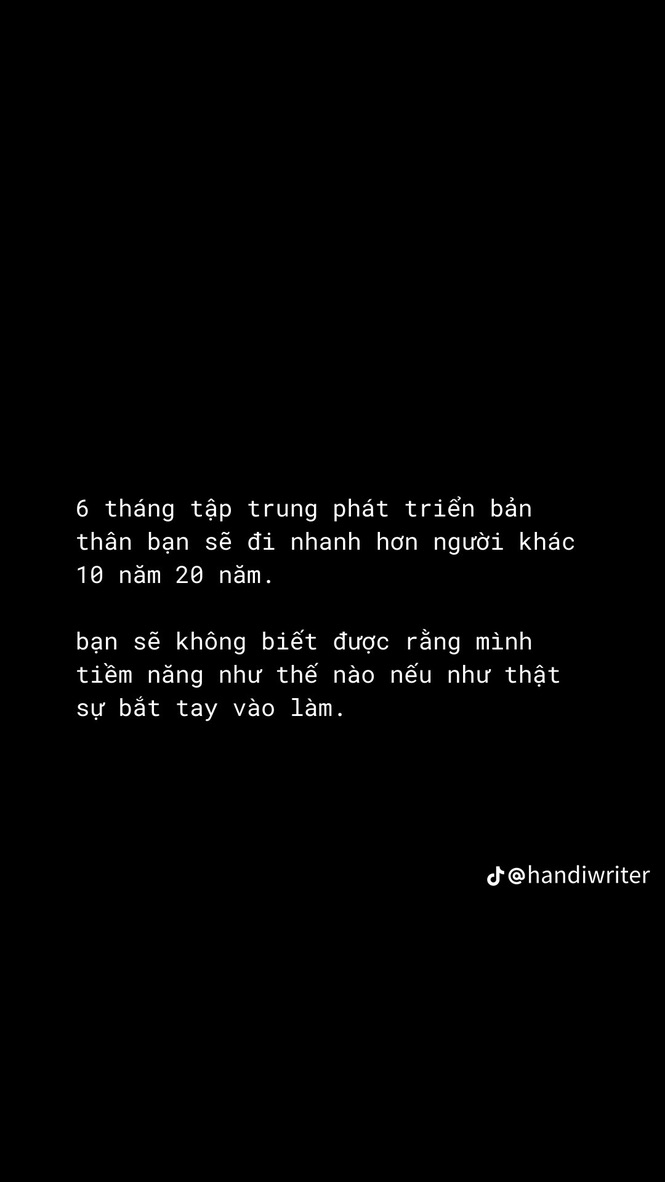 6 tháng tập trung phát triển bản
thân bạn sẽ đi nhanh hơn người khác
10 năm 20 năm.
bạn sẽ không biết được rằng mình
tiềm năng như thế nào nếu như thật
sự bắt tay vào làm.
@handiwriter